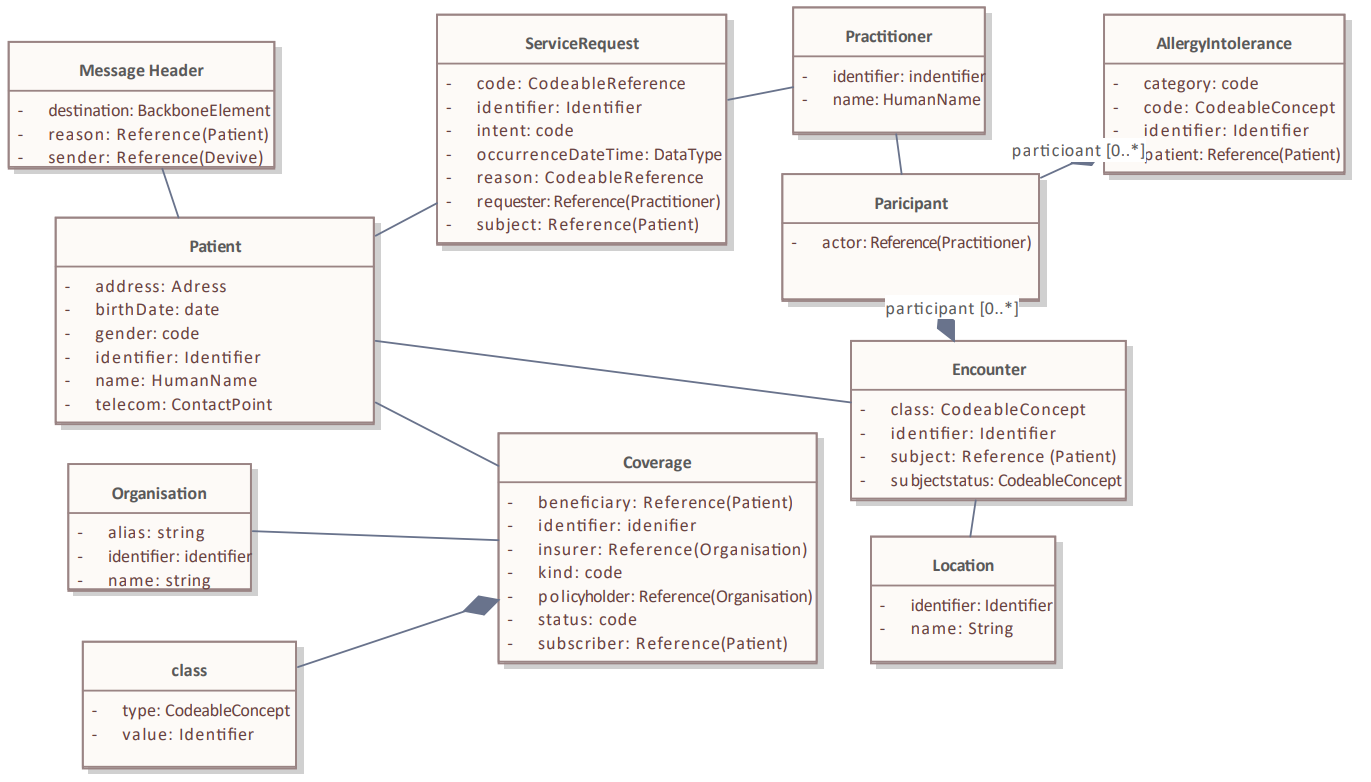 Message Header
- destination: BackboneElement
- reason: Reference(Patient)
- sender: Reference(Devive)
ServiceRequest
- code: CodeableReference
- identifier: Identifier
- intent: code
- occurrenceDateTime: DataType
- reason: CodeableReference
- requester: Reference(Practitioner)
- subject: Reference(Patient)
Practitioner
- identifier: indentifier
- name: HumanName
AllergyIntolerance
- category: code
- code: CodeableConcept
- identifier: Identifier
- patient: Reference(Patient)
particioant [0..*]
Paricipant
- actor: Reference(Practitioner)
participant [0..*]
Patient
- address: Adress
- birthDate: date
- gender: code
- identifier: Identifier
- name: HumanName
- telecom: ContactPoint
Encounter
- class: CodeableConcept
- identifier: Identifier
- subject: Reference (Patient)
- subjectstatus: CodeableConcept
Coverage
- beneficiary: Reference(Patient)
- identifier: idenifier
- insurer: Reference(Organisation)
- kind: code
- policyholder: Reference(Organisation)
- status: code
- subscriber: Reference(Patient)
Organisation
- alias: string
- identifier: identifier
- name: string
Location
- identifier: Identifier
- name: String
class
- type: CodeableConcept
- value: Identifier